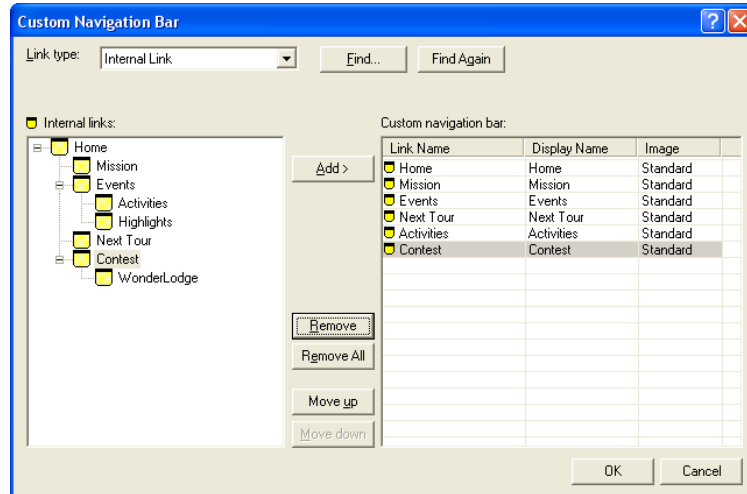 Custom Navigation Bar
Link type: Internal Link Find... Find Again
Internal links:
Home
Mission
Events
Activities
Highlights
Next Tour
Contest
WonderLodge
Add >
Remove
Remove All
Move up
Move down
Custom navigation bar:
Link Name Display Name Image
Home Home Standard
Mission Mission Standard
Events Events Standard
Next Tour Next Tour Standard
Activities Activities Standard
Contest Contest Standard
OK Cancel